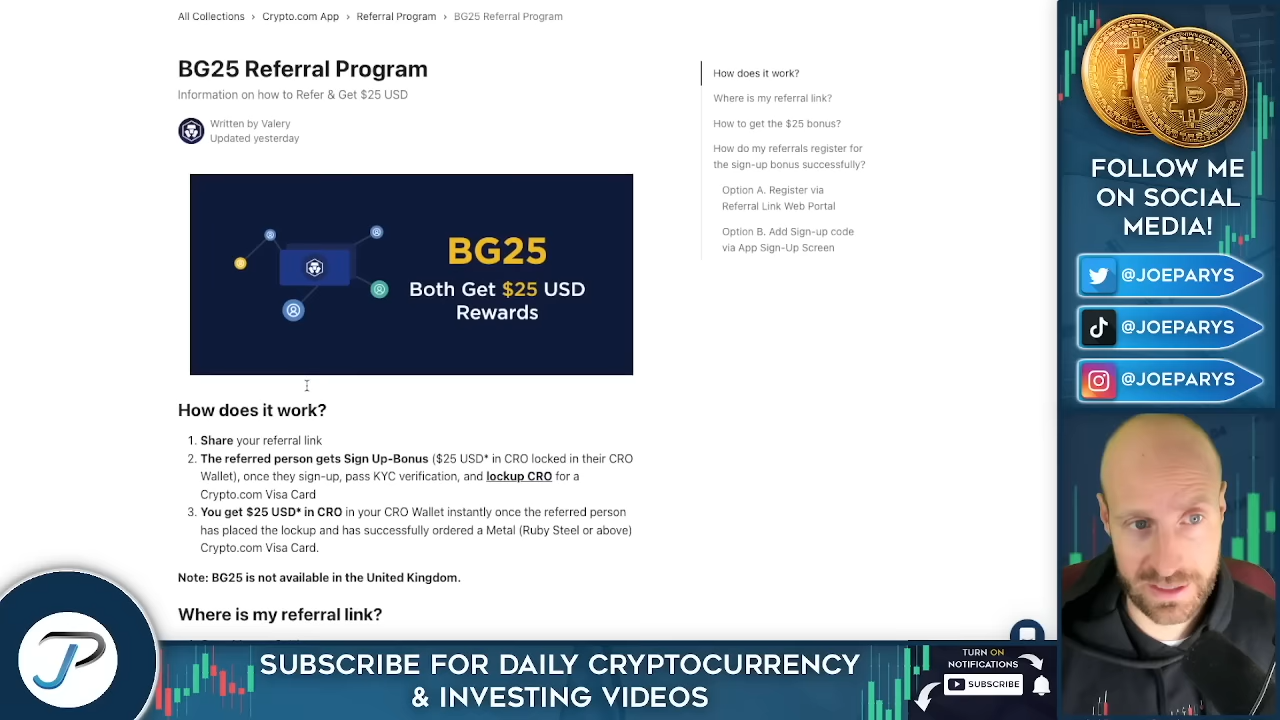 All Collections > Crypto.com App > Referral Program > BG25 Referral Program
BG25 Referral Program
Information on how to Refer & Get $25 USD
Written by Valery
Updated yesterday
BG25
Both Get $25 USD
Rewards
How does it work?
1. Share your referral link
2. The referred person gets Sign Up-Bonus ($25 USD* in CRO locked in their CRO
Wallet), once they sign-up, pass KYC verification, and lockup CRO for a
Crypto.com Visa Card
3. You get $25 USD* in CRO in your CRO Wallet instantly once the referred person
has placed the lockup and has successfully ordered a Metal (Ruby Steel or above)
Crypto.com Visa Card.
Note: BG25 is not available in the United Kingdom.
Where is my referral link?
How does it work?
Where is my referral link?
How to get the $25 bonus?
How do my referrals register for
the sign-up bonus successfully?
Option A. Register via
Referral Link Web Portal
Option B. Add Sign-up code
via App Sign-Up Screen
FOLLOW ME
ON SOCIAL
MEDIA!
@JOEPARYS
@JOEPARYS
@JOEPARYS
SUBSCRIBE FOR DAILY CRYPTOCURRENCY
& INVESTING VIDEOS
TURN ON
NOTIFICATIONS
SUBSCRIBE